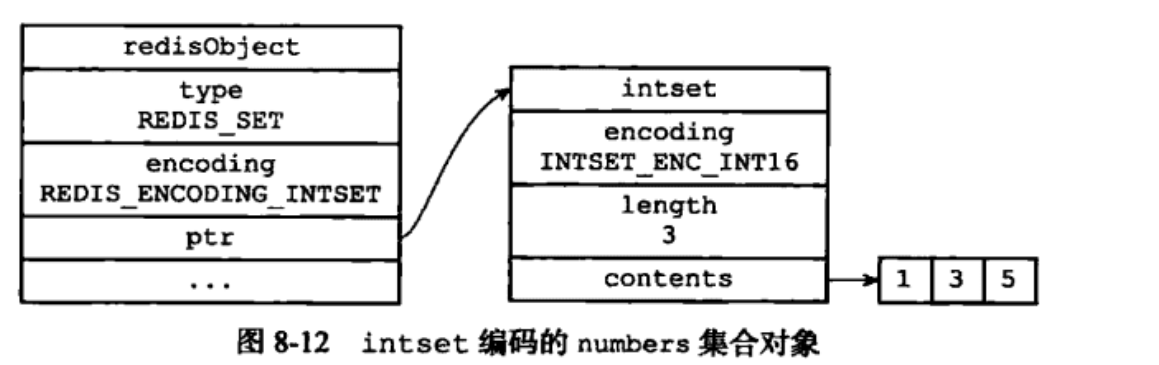 redisObject
type
REDIS_SET
encoding
REDIS_ENCODING_INTSET
ptr
...
intset
encoding
INTSET_ENC_INT16
length
3
contents
1 3 5
图 8-12 intset 编码的 numbers 集合对象